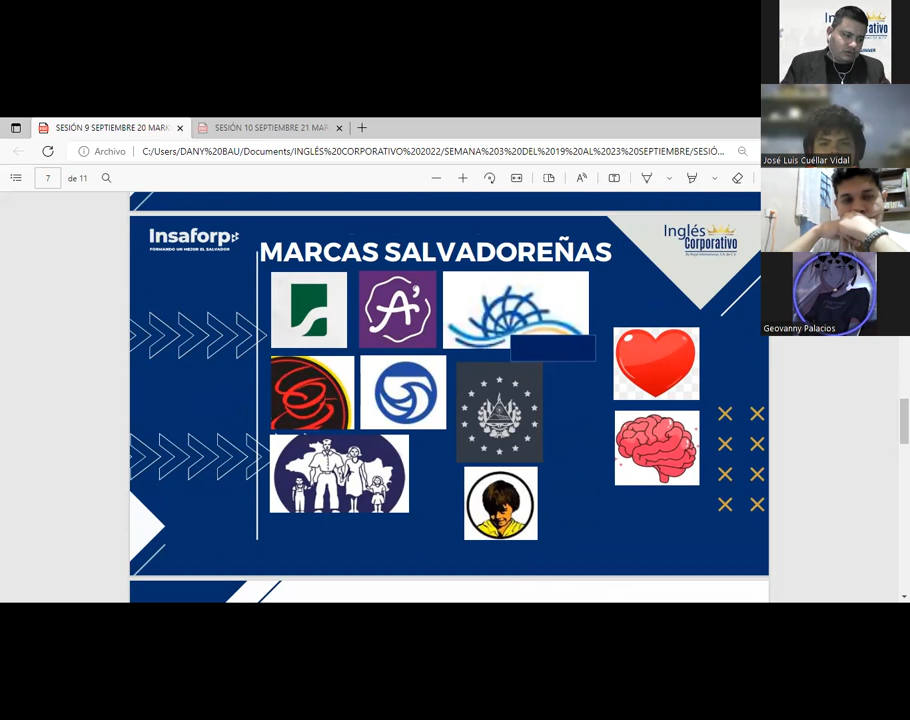 SESIÓN 9 SEPTIEMBRE 20 MARK
SESIÓN 10 SEPTIEMBRE 21 MAR
Archivo
C:/Users/DANY%20BAU/Documents/INGLÉS%20CORPORATIVO%202022/SEMANA%203%20DEL%2019%20AL%2023%20SEPTIEMBRE/SESIÓ...
7
de 11
Insaforp
FORMANDO UN MEJOR EL SALVADOR
MARCAS SALVADOREÑAS
Inglés
Corporativo
A'
José Luis Cuéllar Vidal
Geovanny Palacios